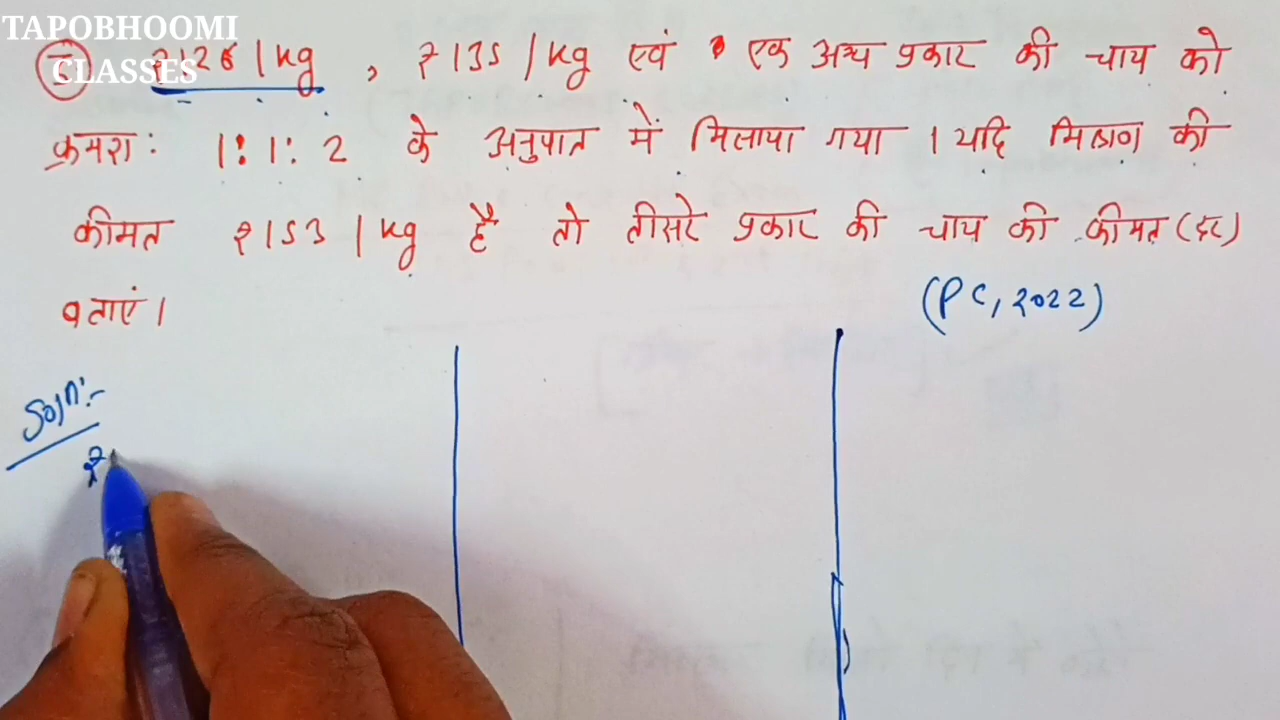 TAPOBHOOMI
CLASSES
₹126/kg, ₹135/kg एवं एक अन्य प्रकार की चाय को
क्रमशः 1:1:2 के अनुपात में मिलाया गया । यदि मिश्रण की
कीमत ₹153/kg है तो तीसरे प्रकार की चाय की कीमत (दर)
बताएं।
(PC, 2022)
Soln:-
₹